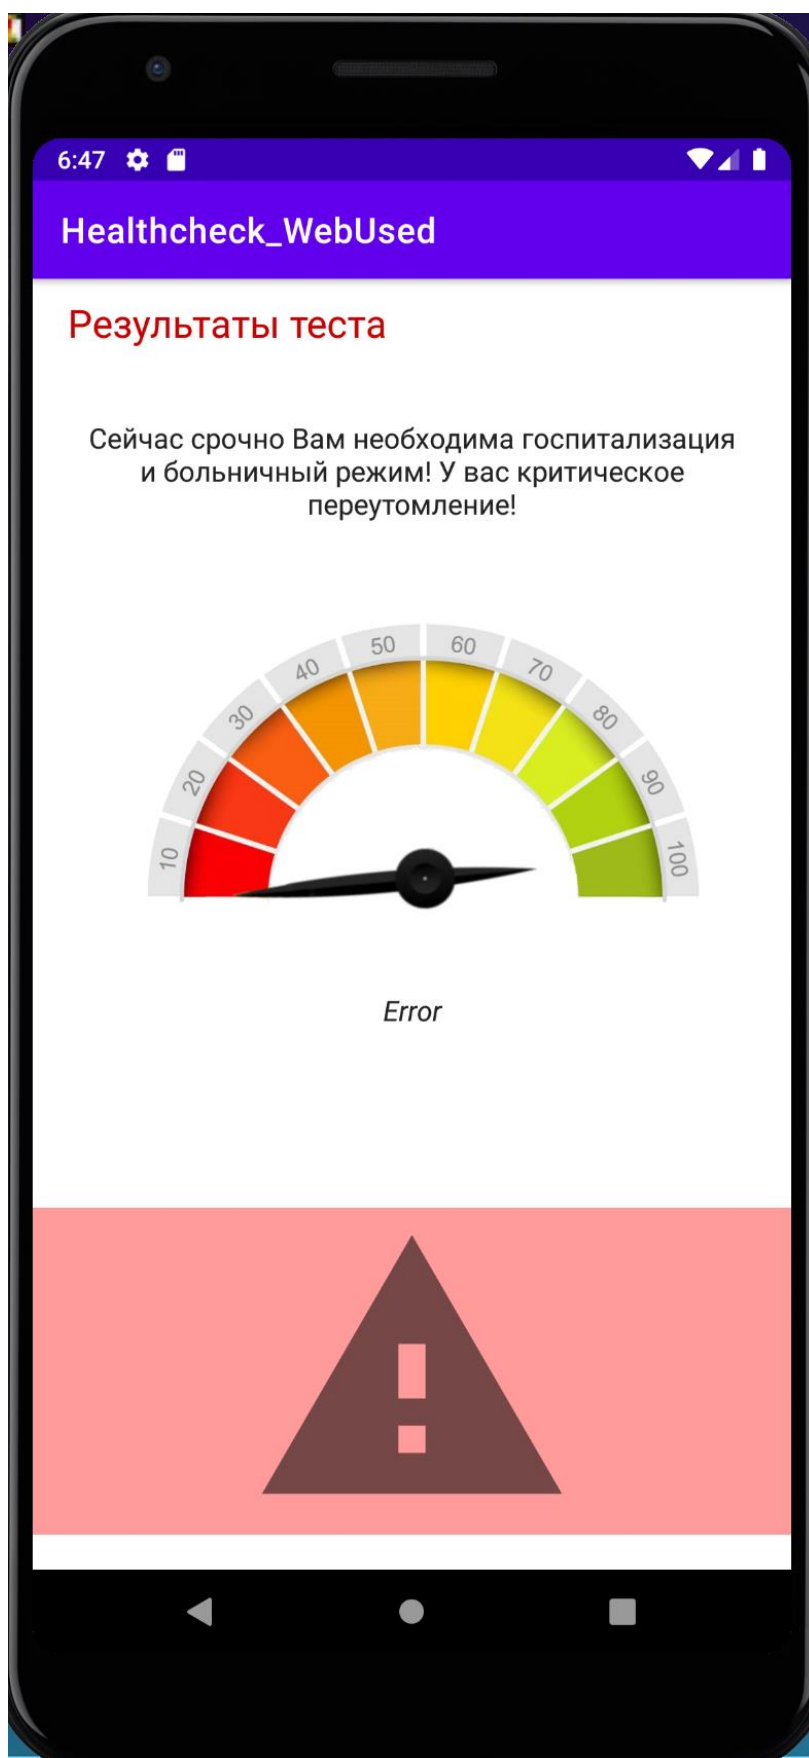 6:47
Healthcheck_WebUsed
Результаты теста
Сейчас срочно Вам необходима госпитализация
и больничный режим! У вас критическое
переутомление!
10
20
30
40
50
60
70
80
90
100
Error